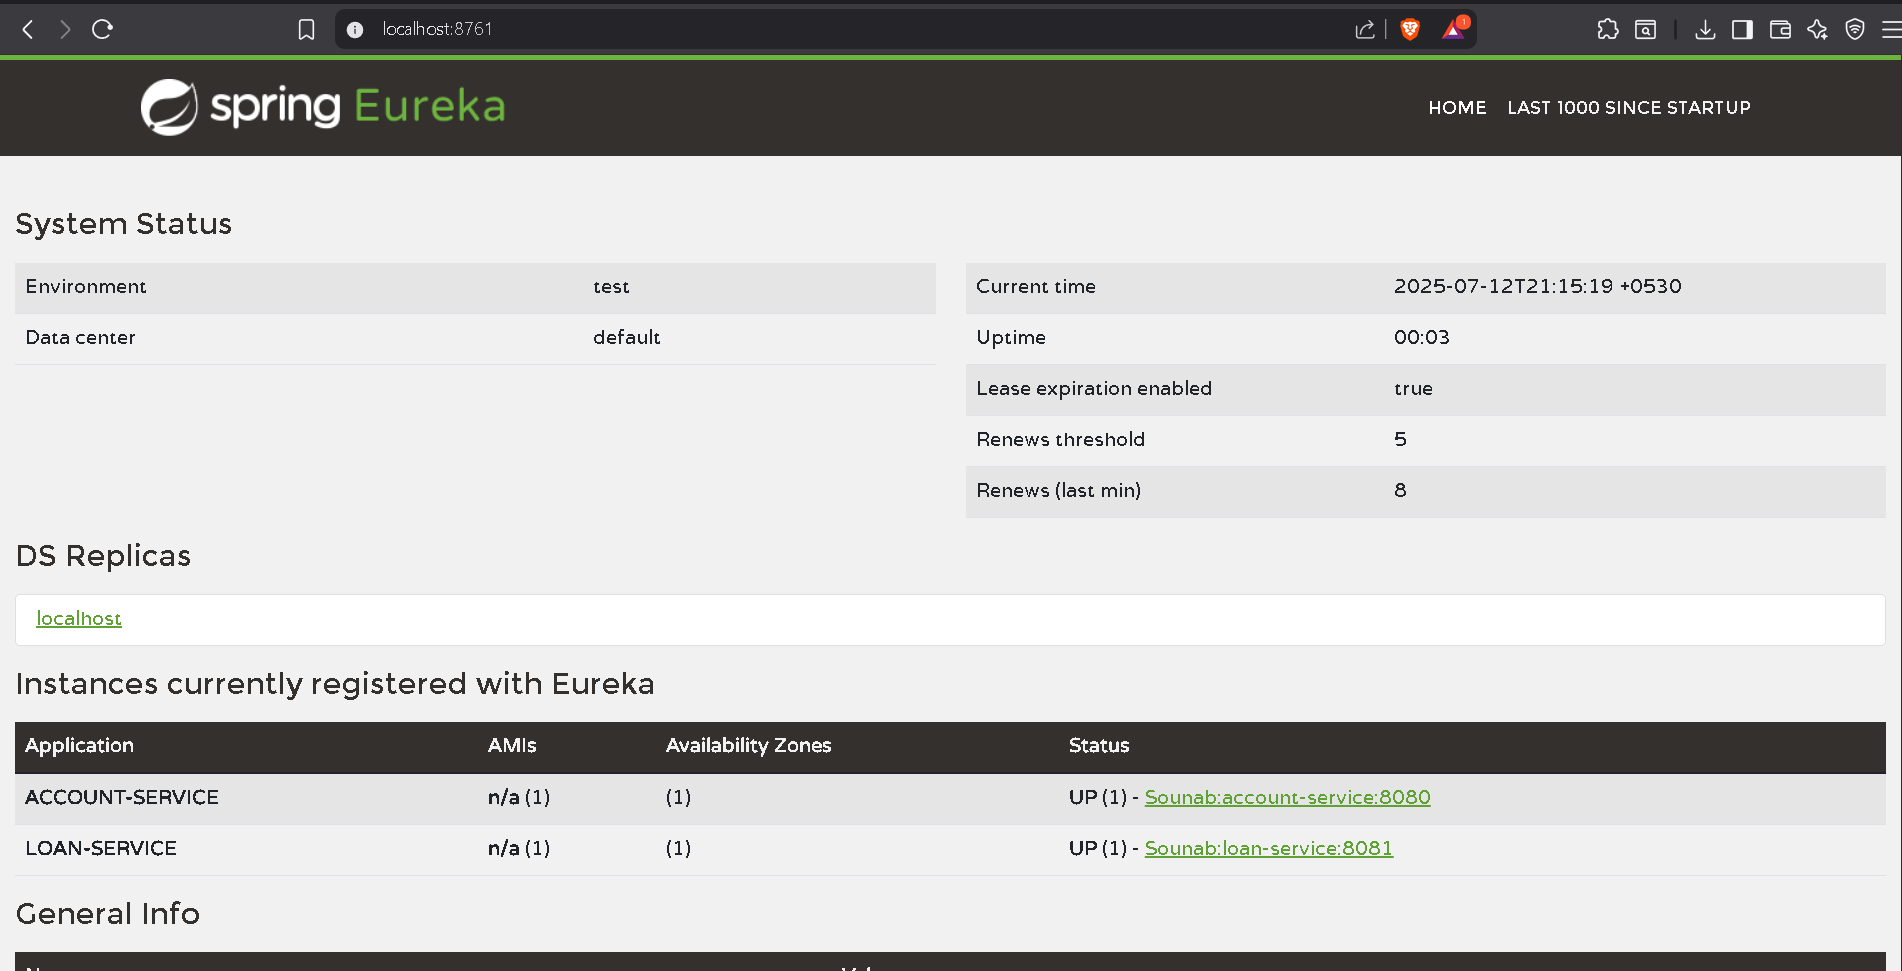 localhost:8761
1
spring Eureka
HOME LAST 1000 SINCE STARTUP
System Status
Environment test
Data center default
Current time 2025-07-12T21:15:19 +0530
Uptime 00:03
Lease expiration enabled true
Renews threshold 5
Renews (last min) 8
DS Replicas
localhost
Instances currently registered with Eureka
Application AMIs Availability Zones Status
ACCOUNT-SERVICE n/a (1) (1) UP (1) - Sounab:account-service:8080
LOAN-SERVICE n/a (1) (1) UP (1) - Sounab:loan-service:8081
General Info